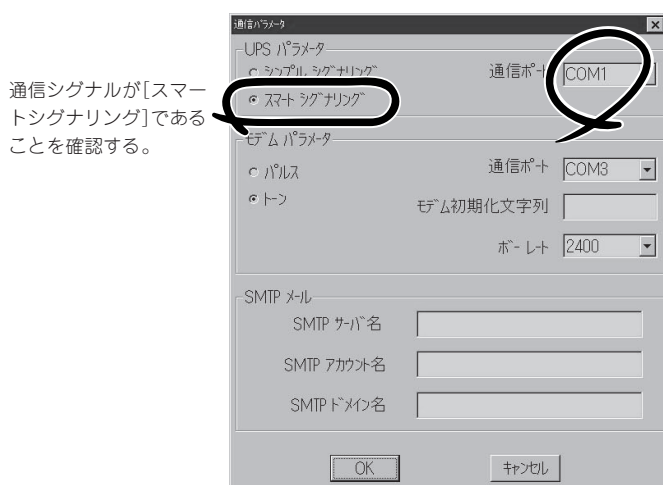 通信パラメータ
UPS パラメータ
シンプル シグナリング
通信ポート COM1
スマート シグナリング
通信シグナルが[スマー
トシグナリング]である
ことを確認する。
モデム パラメータ
パルス
通信ポート COM3
トーン
モデム初期化文字列
ボーレート 2400
SMTP メール
SMTP サーバ名
SMTP アカウント名
SMTP ドメイン名
OK
キャンセル